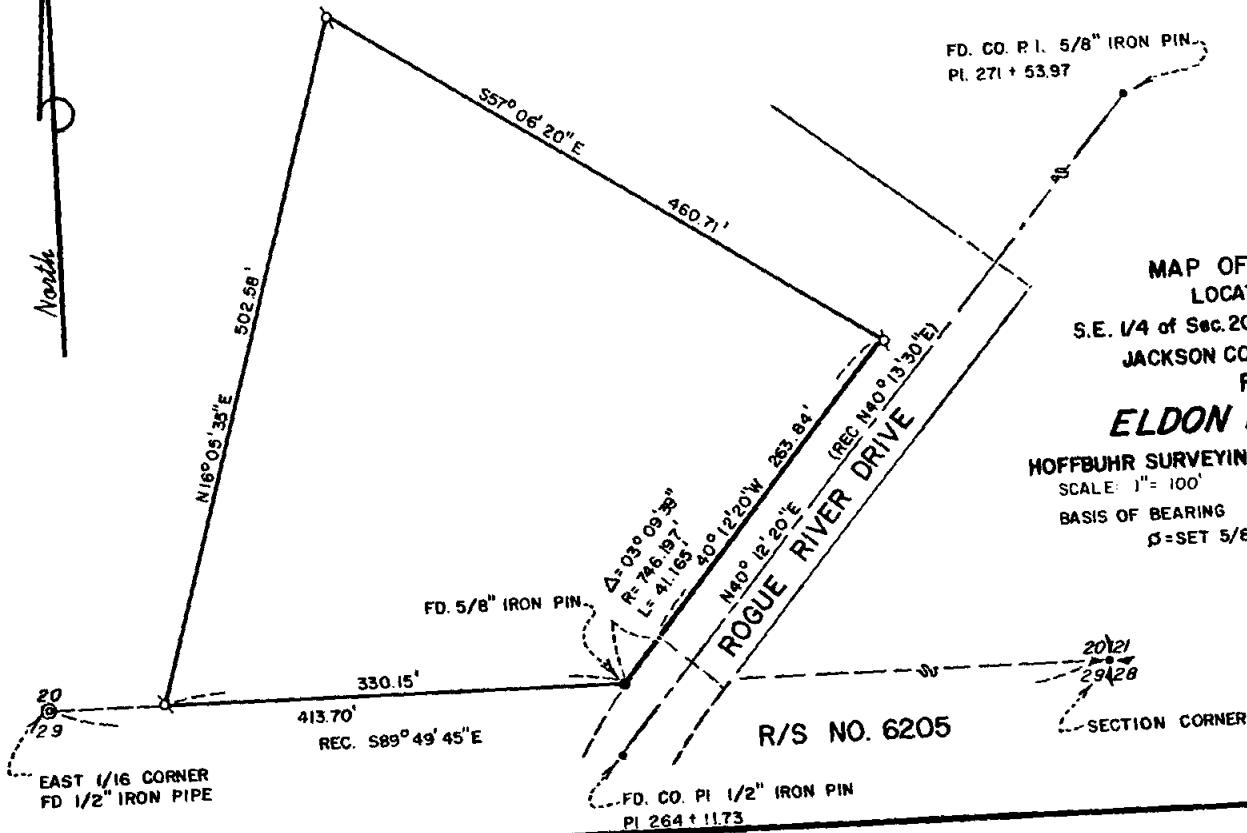 FD. CO. P.I. 5/8" IRON PIN
PI. 271 + 53.97
North
S57° 06' 20" E
460.71'
N16° 05' 35" E 502.58'
MAP OF
LOCAT
S.E. 1/4 of Sec. 20
JACKSON CO
ELDON
HOFFBUHR SURVEYIN
SCALE: 1" = 100'
BASIS OF BEARING
Ø = SET 5/8
40° 12' 20" W 263.84'
(REC N40° 13' 30" E)
N40° 12' 20" E
ROGUE RIVER DRIVE
Δ = 03° 09' 39"
R = 746.197'
L = 41.165'
FD. 5/8" IRON PIN
330.15'
413.70'
REC. S89° 49' 45" E
20
29
EAST 1/16 CORNER
FD 1/2" IRON PIPE
R/S NO. 6205
20 21
29 28
SECTION CORNER
FD. CO. PI 1/2" IRON PIN
PI 264 + 11.73